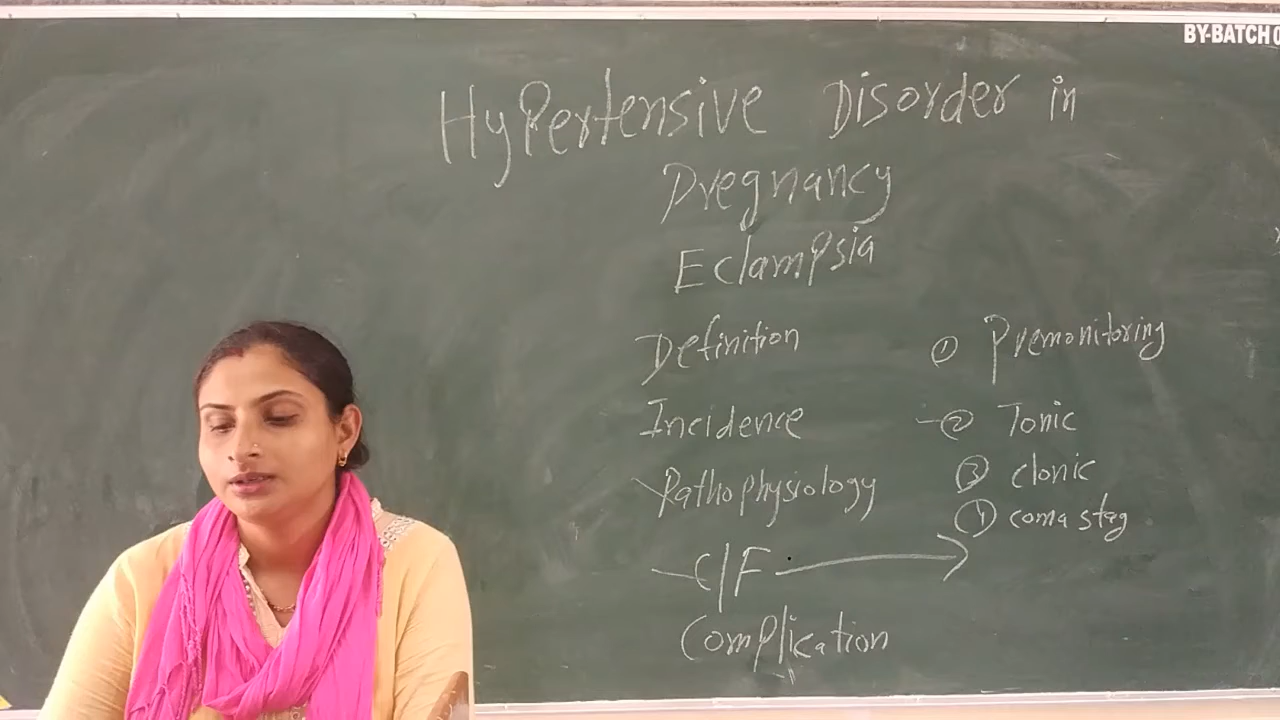 BY-BATCH
Hypertensive Disorder in
Pregnancy
Eclampsia
Definition
Incidence
Pathophysiology
C/F →
Complication
① Premonitoring
② Tonic
③ clonic
④ coma stag